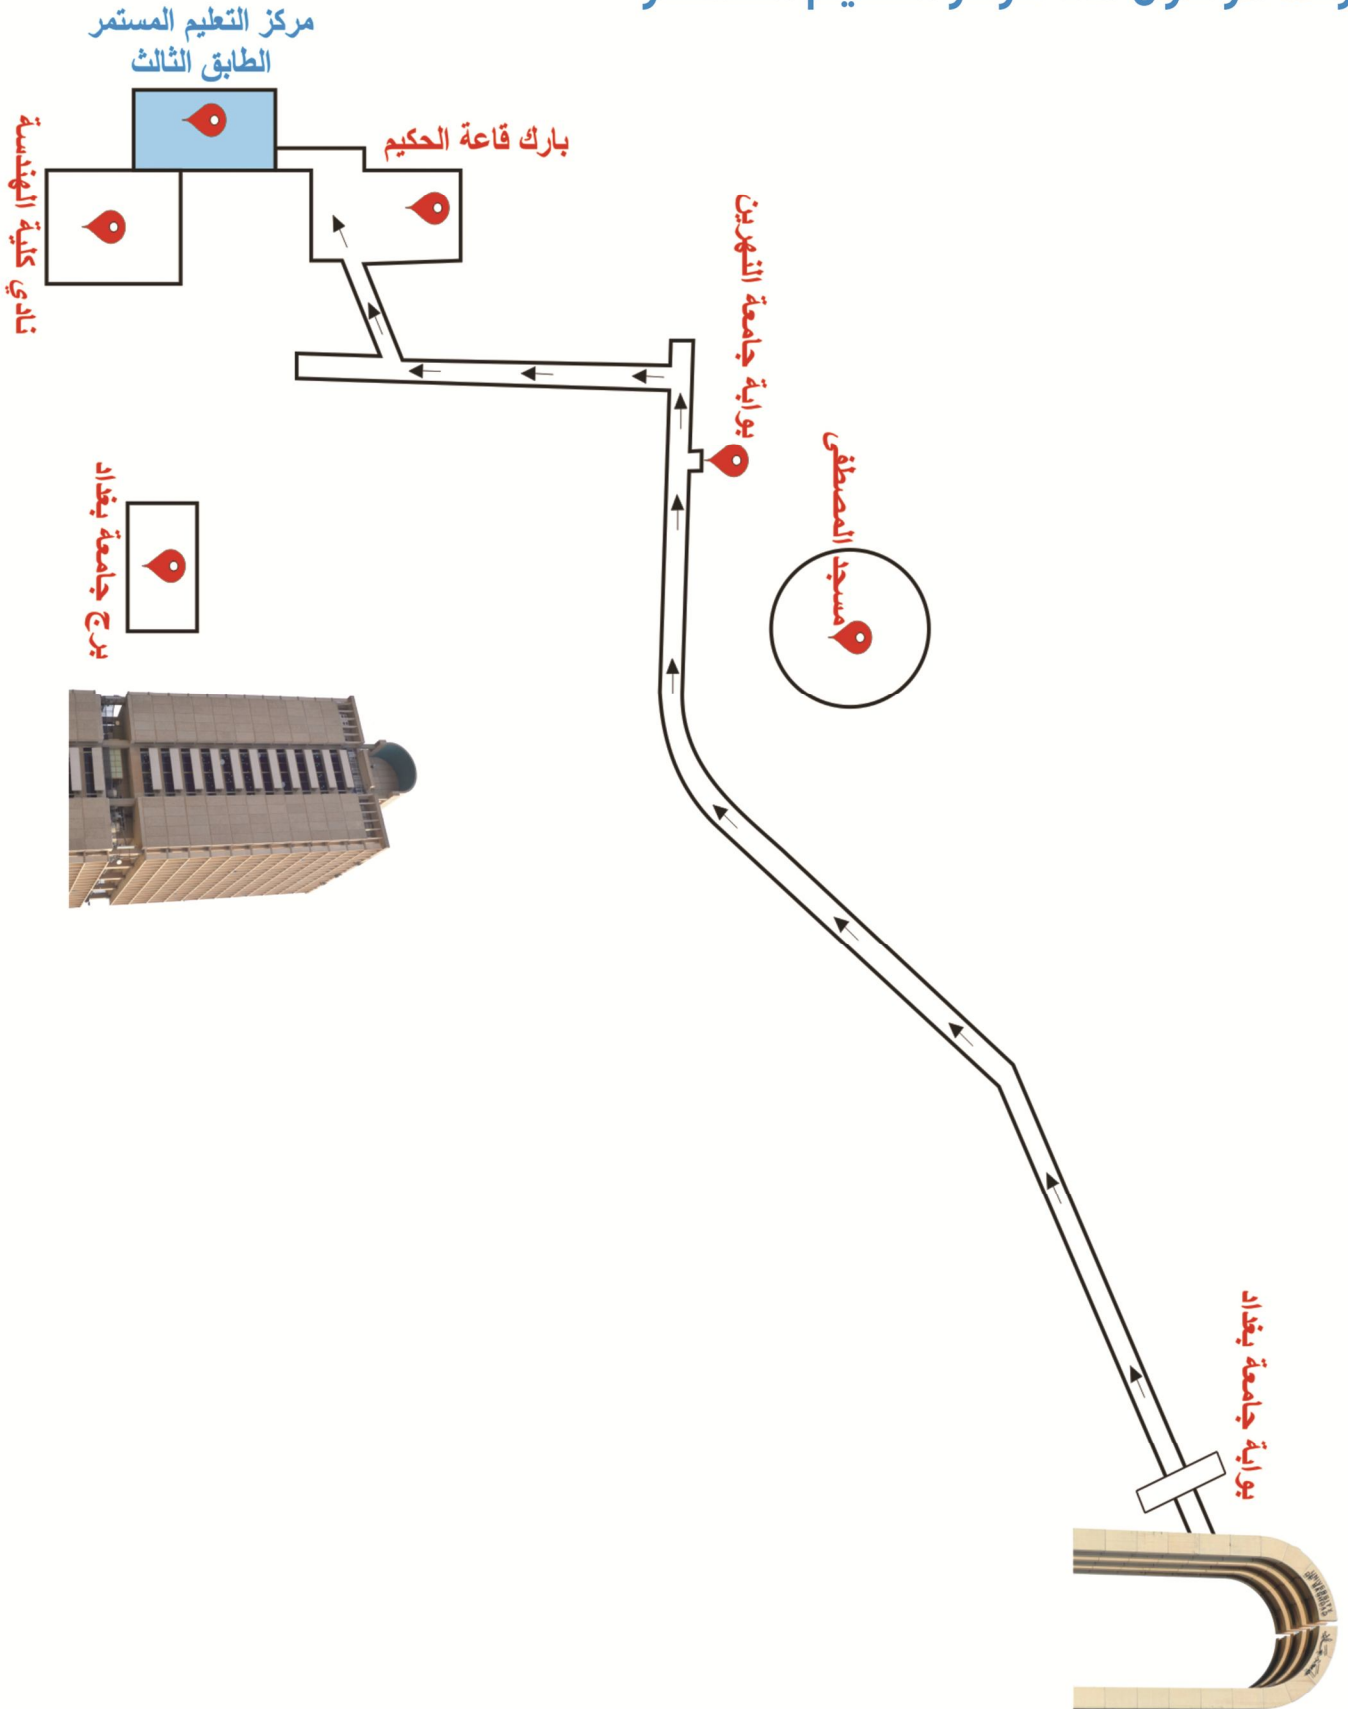 مركز التعليم المستمر
الطابق الثالث
بارك قاعة الحكيم
نادي كلية الهندسة
بوابة جامعة النهرين
مسجد المصطفى
برج جامعة بغداد
بوابة جامعة بغداد